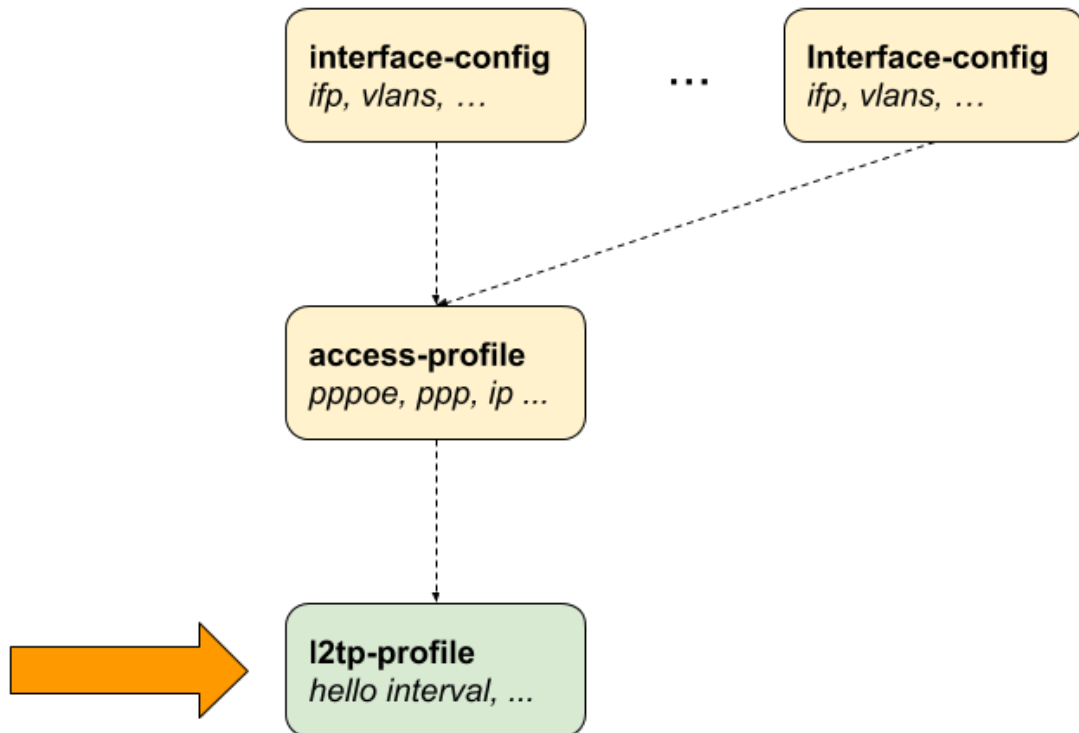 interface-config
ifp, vlans, …
...
Interface-config
ifp, vlans, …
access-profile
pppoe, ppp, ip ...
l2tp-profile
hello interval, ...